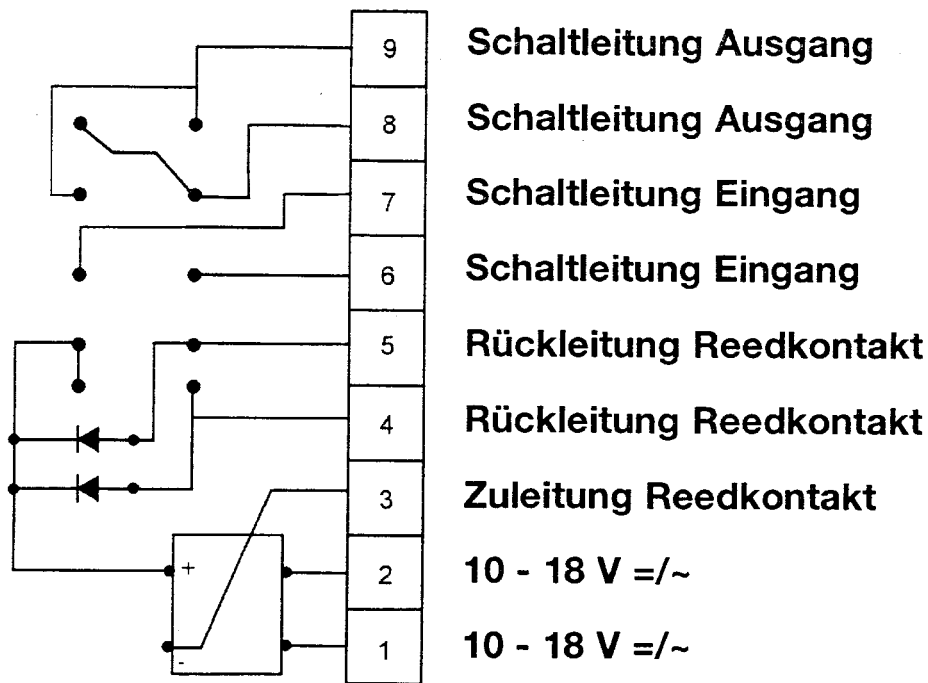 9 Schaltleitung Ausgang
8 Schaltleitung Ausgang
7 Schaltleitung Eingang
6 Schaltleitung Eingang
5 Rückleitung Reedkontakt
4 Rückleitung Reedkontakt
3 Zuleitung Reedkontakt
+ 2 10 - 18 V =/~
- 1 10 - 18 V =/~